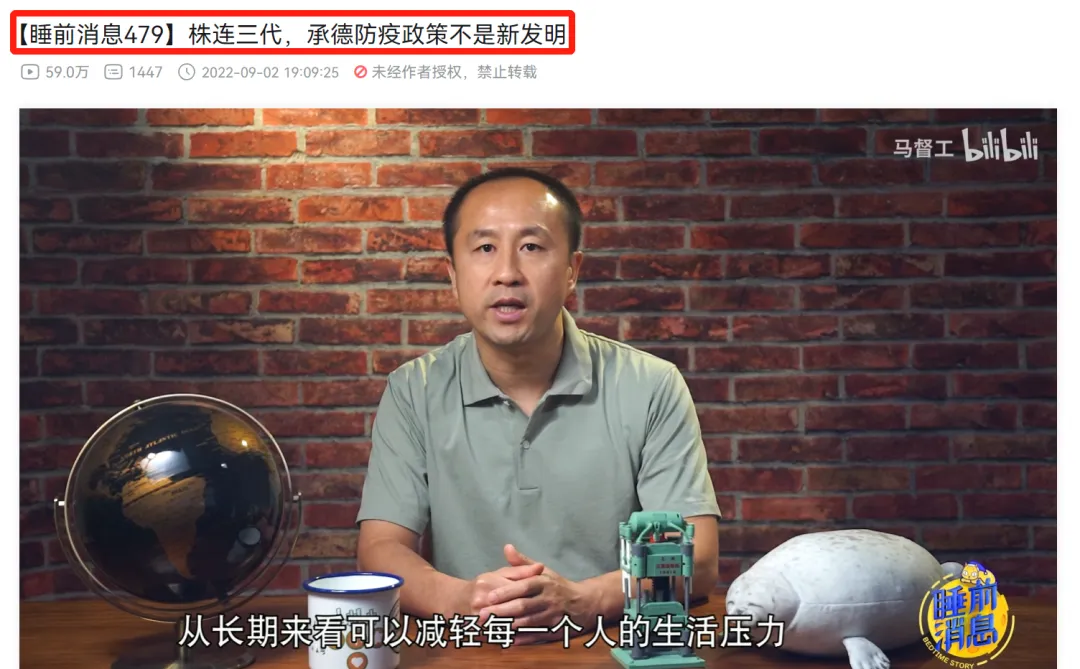 【睡前消息479】株连三代，承德防疫政策不是新发明
59.0万 1447 2022-09-02 19:09:25 未经作者授权，禁止转载
马督工 bilibili
从长期来看可以减轻每一个人的生活压力
睡前
消息
BEDTIME STORY